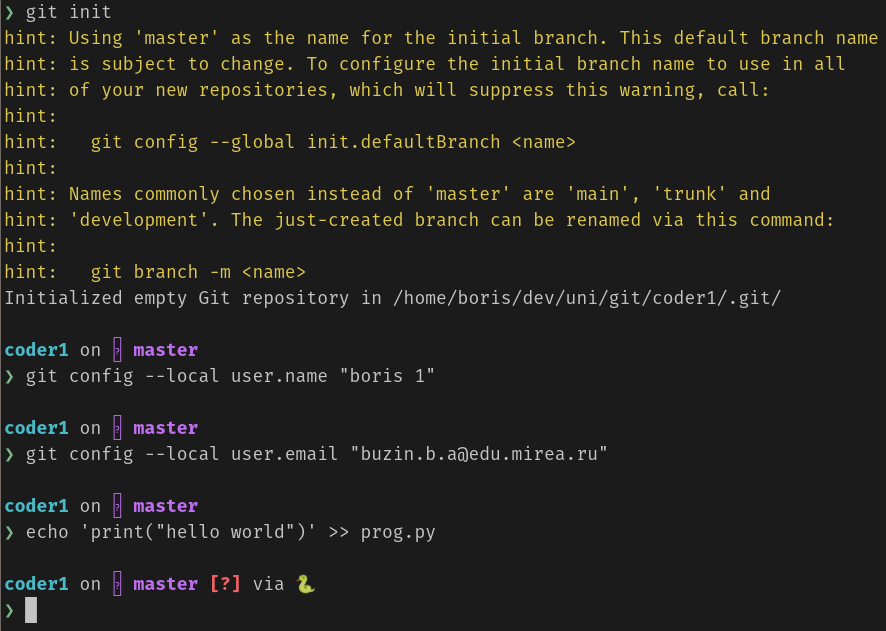 ❯ git init
hint: Using 'master' as the name for the initial branch. This default branch name
hint: is subject to change. To configure the initial branch name to use in all
hint: of your new repositories, which will suppress this warning, call:
hint:
hint:   git config --global init.defaultBranch <name>
hint:
hint: Names commonly chosen instead of 'master' are 'main', 'trunk' and
hint: 'development'. The just-created branch can be renamed via this command:
hint:
hint:   git branch -m <name>
Initialized empty Git repository in /home/boris/dev/uni/git/coder1/.git/
coder1 on ? master
❯ git config --local user.name "boris 1"
coder1 on ? master
❯ git config --local user.email "buzin.b.a@edu.mirea.ru"
coder1 on ? master
❯ echo 'print("hello world")' >> prog.py
coder1 on ? master [?] via 🐍
❯